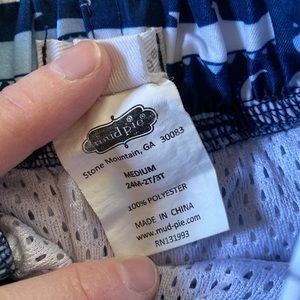 mud pie
Stone Mountain, GA 30083
MEDIUM
24M-2T/3T
100% POLYESTER
MADE IN CHINA
www.mud-pie.com
RN131993